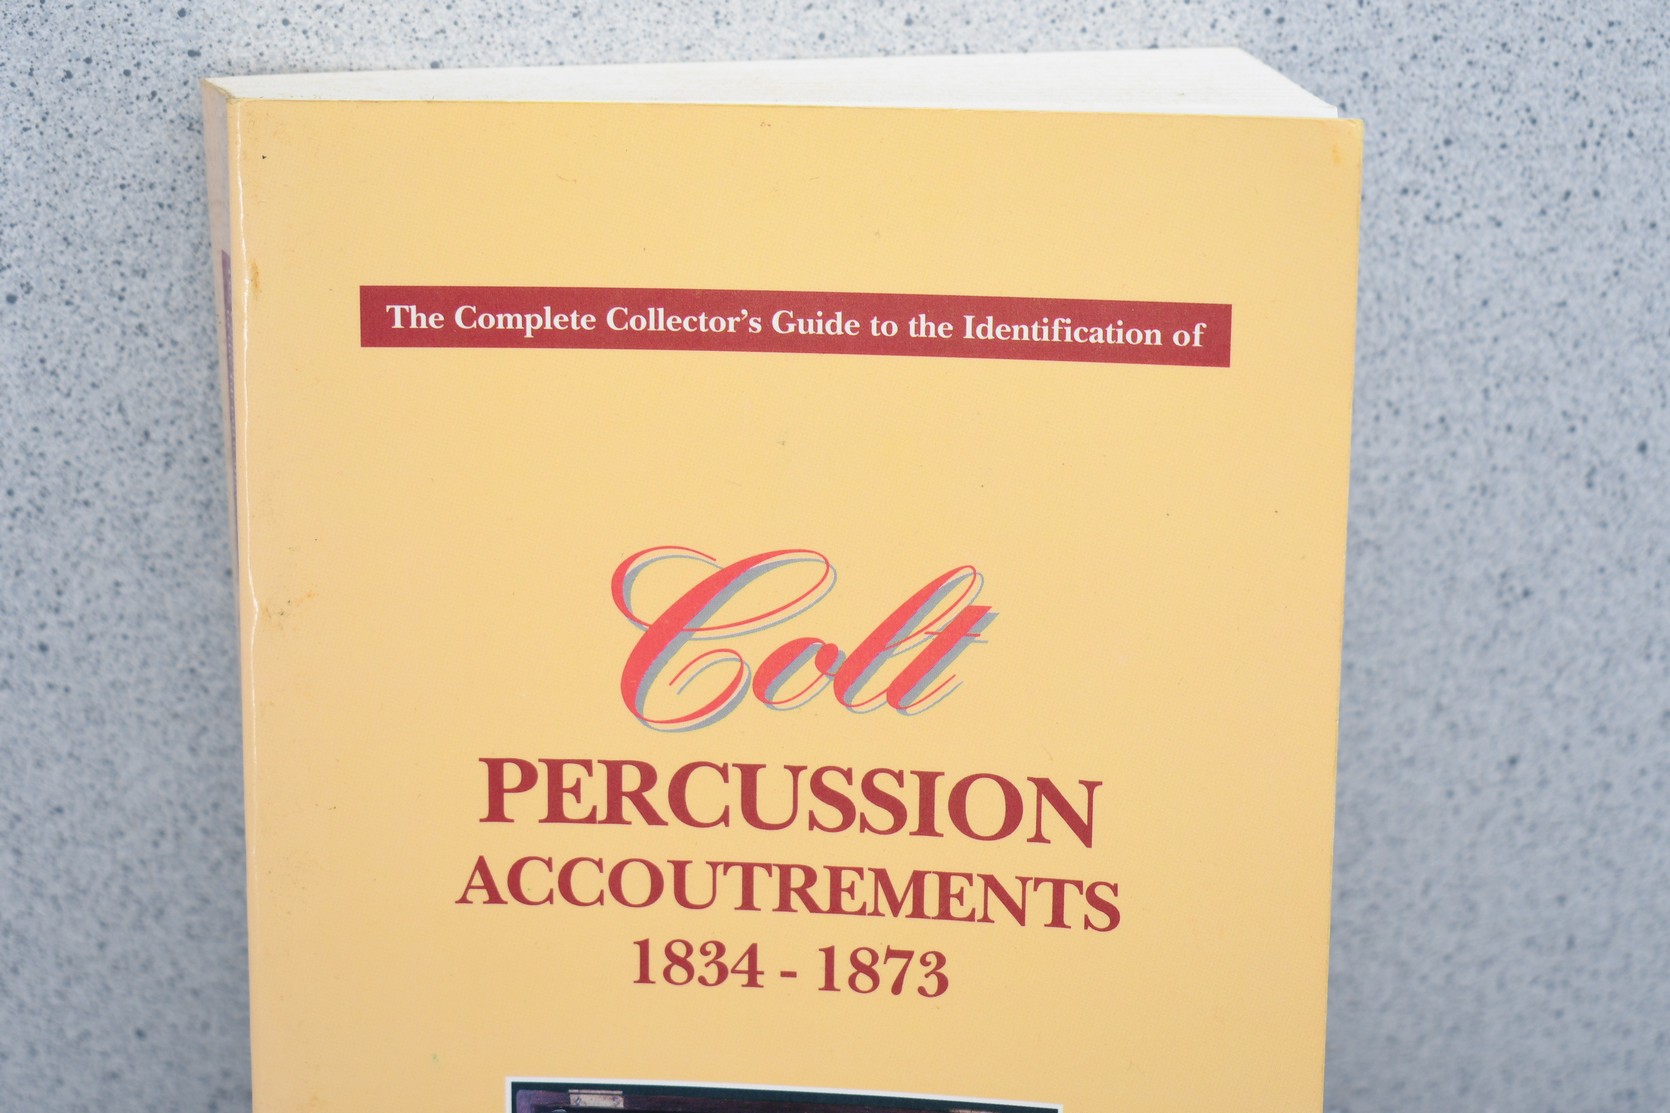 The Complete Collector's Guide to the Identification of
Colt
PERCUSSION
ACCOUTREMENTS
1834 - 1873